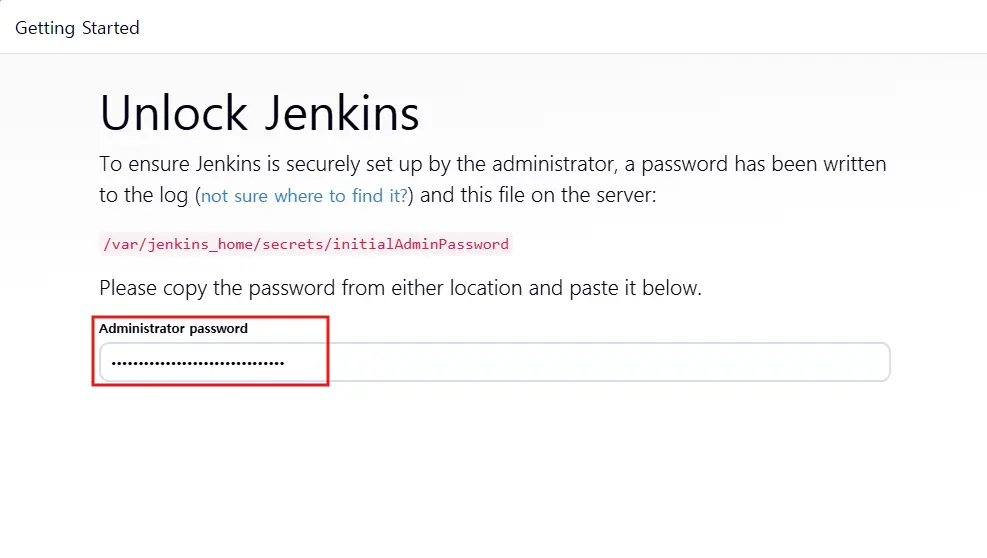 Getting Started
Unlock Jenkins
To ensure Jenkins is securely set up by the administrator, a password has been written
to the log (not sure where to find it?) and this file on the server:
/var/jenkins_home/secrets/initialAdminPassword
Please copy the password from either location and paste it below.
Administrator password
••••••••••••••••••••••••••••••••